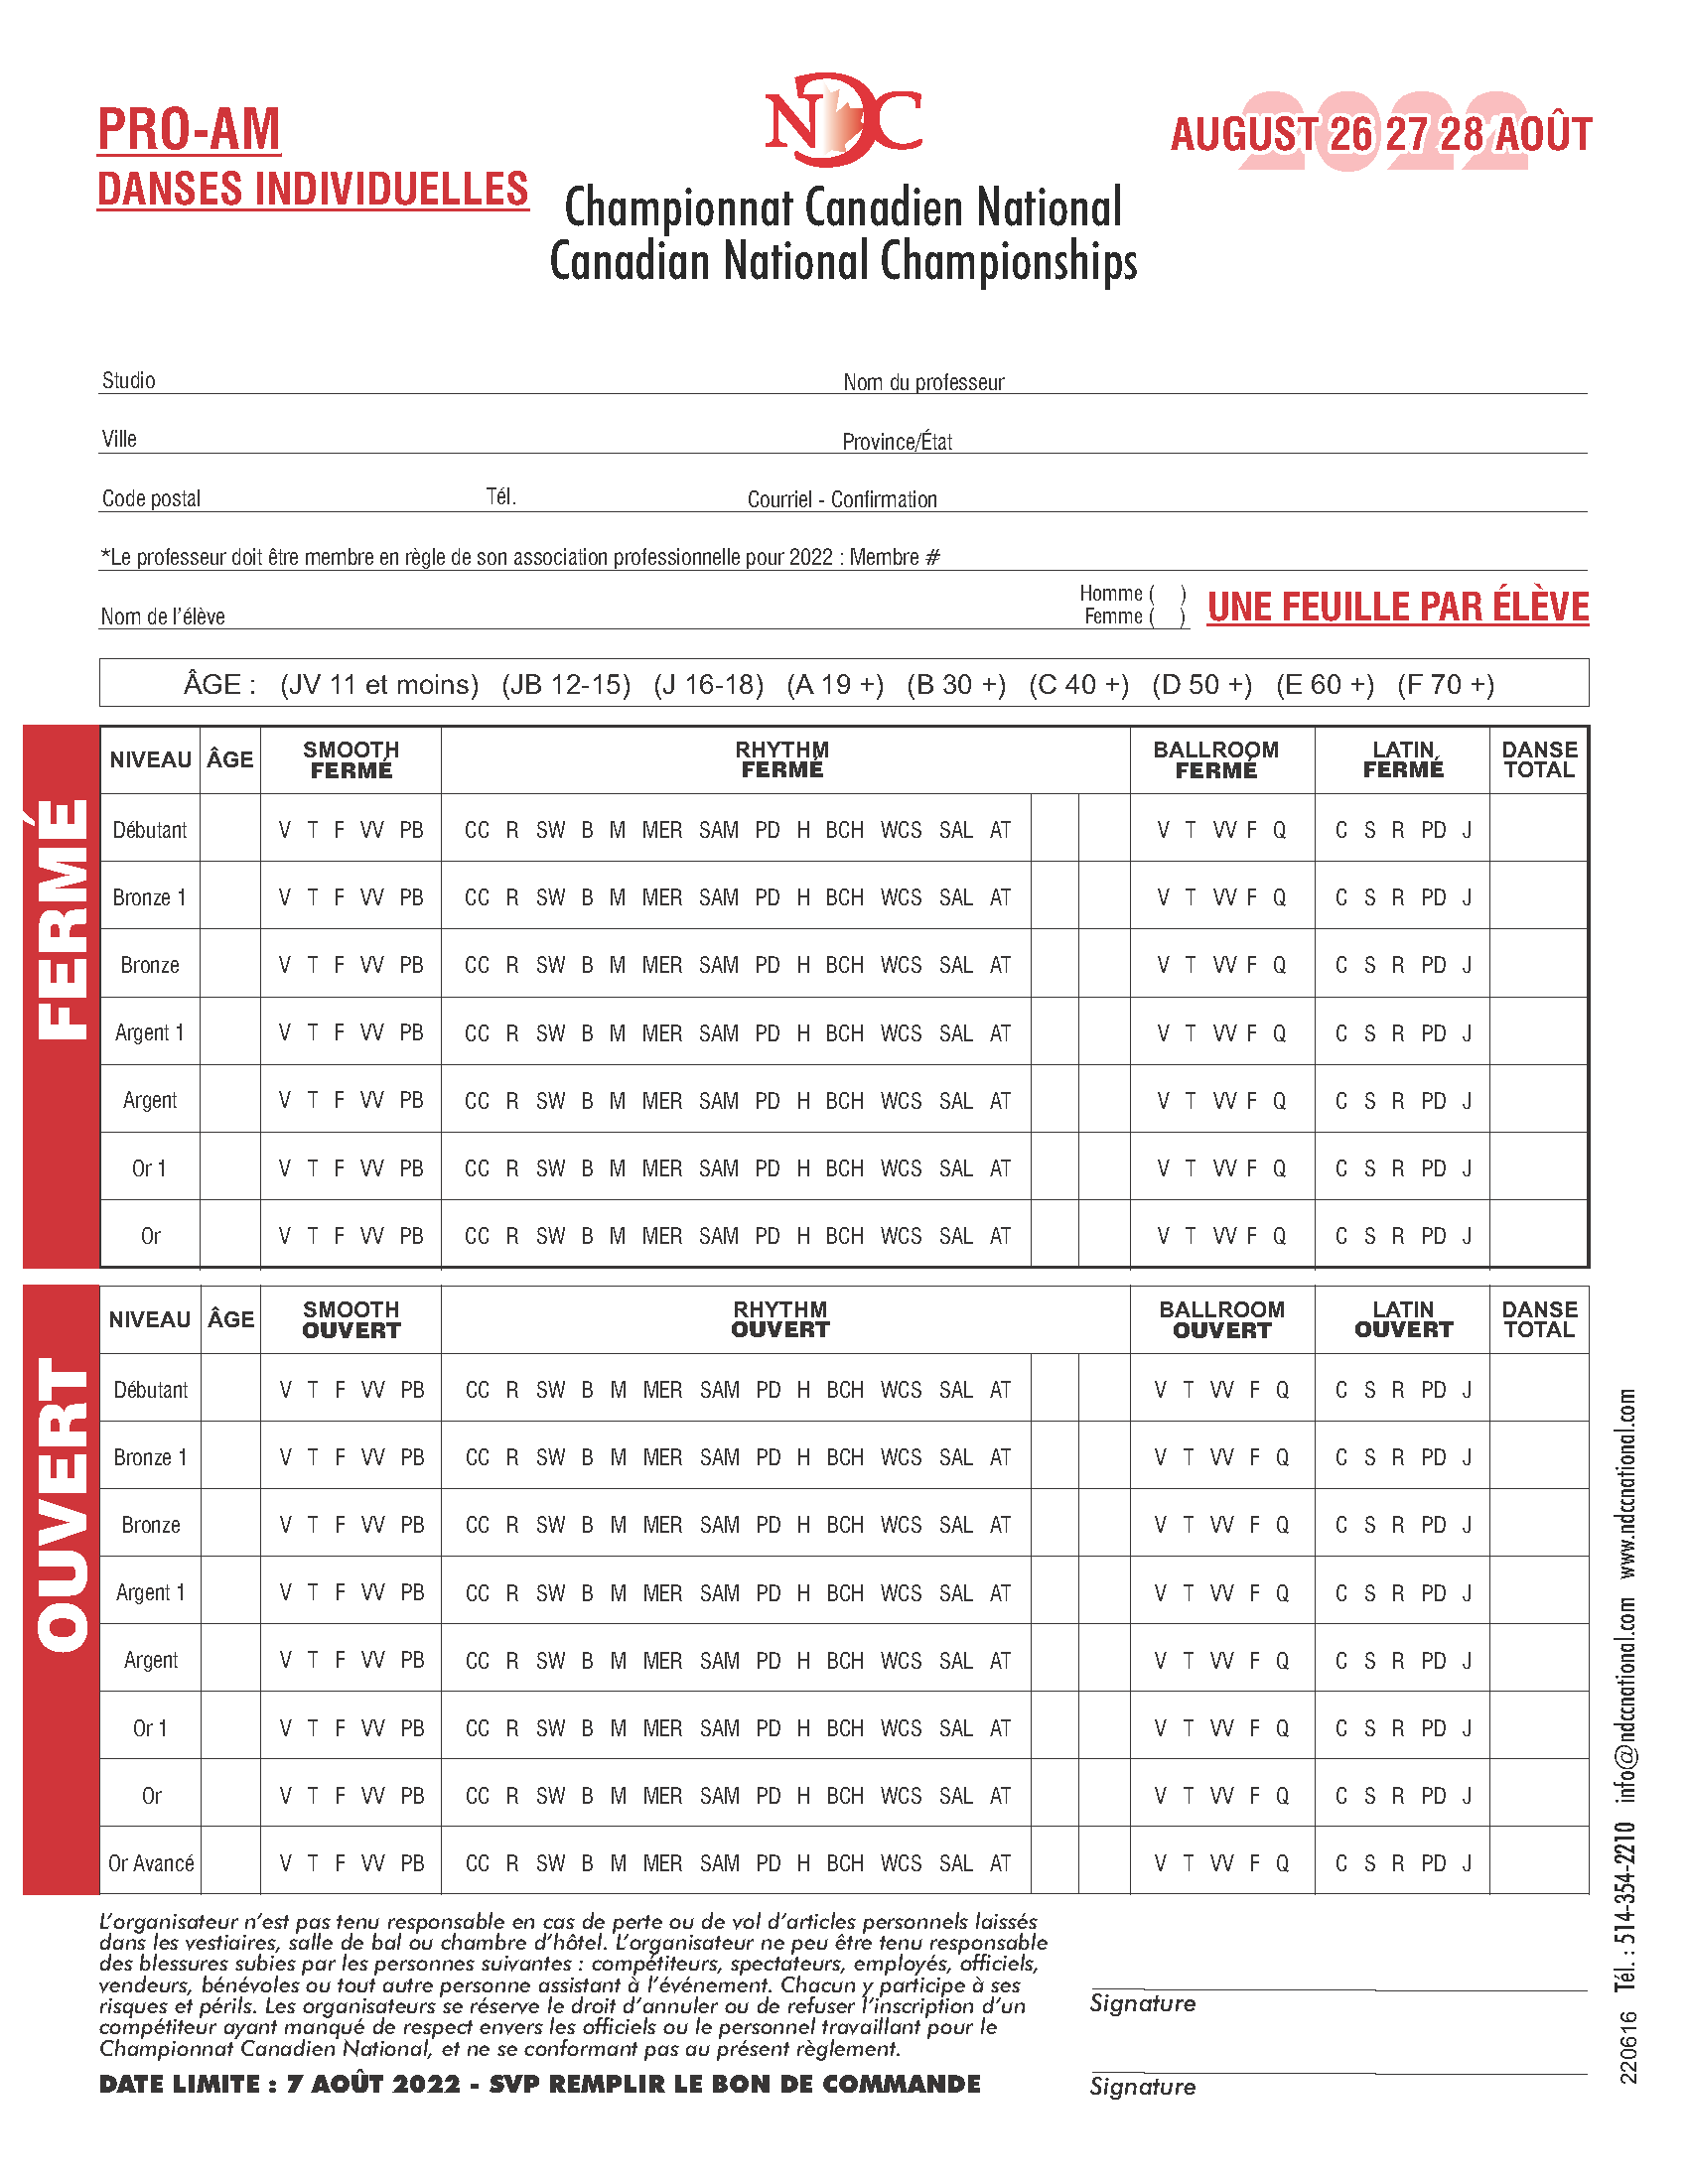 PRO-AM
DANSES INDIVIDUELLES
NDC
Championnat Canadien National
Canadian National Championships
2022
AUGUST 26 27 28 AOÛT
Studio Nom du professeur
Ville Province/État
Code postal Tél. Courriel - Confirmation
*Le professeur doit être membre en règle de son association professionnelle pour 2022 : Membre #
Nom de l'élève Homme ( ) Femme ( ) UNE FEUILLE PAR ÉLÈVE
ÂGE : (JV 11 et moins) (JB 12-15) (J 16-18) (A 19 +) (B 30 +) (C 40 +) (D 50 +) (E 60 +) (F 70 +)
FERMÉ
NIVEAU ÂGE SMOOTH FERMÉ RHYTHM FERMÉ BALLROOM FERMÉ LATIN FERMÉ DANSE TOTAL
Débutant V T F VV PB CC R SW B M MER SAM PD H BCH WCS SAL AT V T VV F Q C S R PD J
Bronze 1 V T F VV PB CC R SW B M MER SAM PD H BCH WCS SAL AT V T VV F Q C S R PD J
Bronze V T F VV PB CC R SW B M MER SAM PD H BCH WCS SAL AT V T VV F Q C S R PD J
Argent 1 V T F VV PB CC R SW B M MER SAM PD H BCH WCS SAL AT V T VV F Q C S R PD J
Argent V T F VV PB CC R SW B M MER SAM PD H BCH WCS SAL AT V T VV F Q C S R PD J
Or 1 V T F VV PB CC R SW B M MER SAM PD H BCH WCS SAL AT V T VV F Q C S R PD J
Or V T F VV PB CC R SW B M MER SAM PD H BCH WCS SAL AT V T VV F Q C S R PD J
OUVERT
NIVEAU ÂGE SMOOTH OUVERT RHYTHM OUVERT BALLROOM OUVERT LATIN OUVERT DANSE TOTAL
Débutant V T F VV PB CC R SW B M MER SAM PD H BCH WCS SAL AT V T VV F Q C S R PD J
Bronze 1 V T F VV PB CC R SW B M MER SAM PD H BCH WCS SAL AT V T VV F Q C S R PD J
Bronze V T F VV PB CC R SW B M MER SAM PD H BCH WCS SAL AT V T VV F Q C S R PD J
Argent 1 V T F VV PB CC R SW B M MER SAM PD H BCH WCS SAL AT V T VV F Q C S R PD J
Argent V T F VV PB CC R SW B M MER SAM PD H BCH WCS SAL AT V T VV F Q C S R PD J
Or 1 V T F VV PB CC R SW B M MER SAM PD H BCH WCS SAL AT V T VV F Q C S R PD J
Or V T F VV PB CC R SW B M MER SAM PD H BCH WCS SAL AT V T VV F Q C S R PD J
Or Avancé V T F VV PB CC R SW B M MER SAM PD H BCH WCS SAL AT V T VV F Q C S R PD J
L'organisateur n'est pas tenu responsable en cas de perte ou de vol d'articles personnels laissés
dans les vestiaires, salle de bal ou chambre d'hôtel. L'organisateur ne peu être tenu responsable
des blessures subies par les personnes suivantes : compétiteurs, spectateurs, employés, officiels,
vendeurs, bénévoles ou tout autre personne assistant à l'événement. Chacun y participe à ses
risques et périls. Les organisateurs se réserve le droit d'annuler ou de refuser l'inscription d'un
compétiteur ayant manqué de respect envers les officiels ou le personnel travaillant pour le
Championnat Canadien National, et ne se conformant pas au présent règlement.
DATE LIMITE : 7 AOÛT 2022 - SVP REMPLIR LE BON DE COMMANDE
Signature
Signature
220616 Tél. : 514-354-2210 info@ndccnational.com www.ndccnational.com